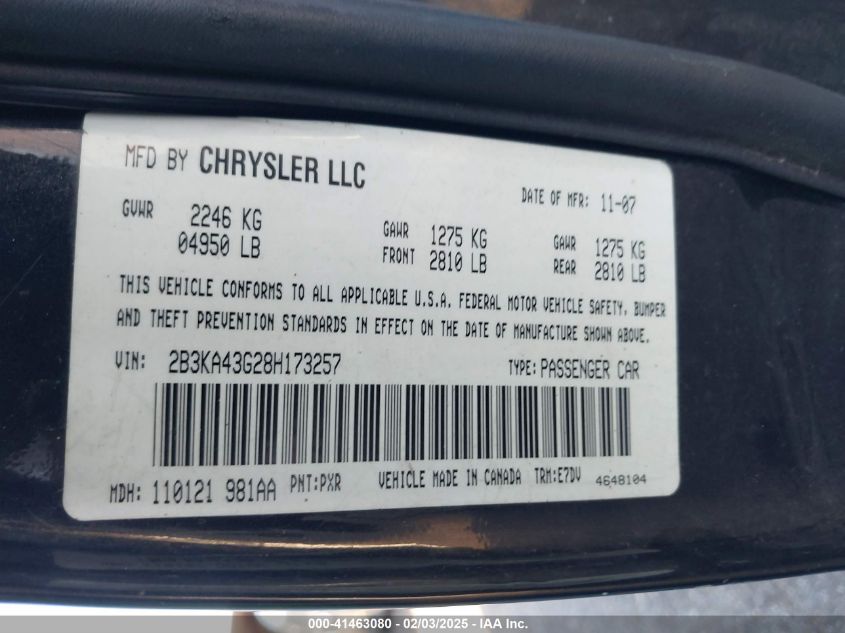 MFD BY CHRYSLER LLC
DATE OF MFR: 11-07
GVWR 2246 KG
04950 LB
GAWR FRONT 1275 KG
2810 LB
GAWR REAR 1275 KG
2810 LB
THIS VEHICLE CONFORMS TO ALL APPLICABLE U.S.A. FEDERAL MOTOR VEHICLE SAFETY, BUMPER
AND THEFT PREVENTION STANDARDS IN EFFECT ON THE DATE OF MANUFACTURE SHOWN ABOVE.
VIN: 2B3KA43G28H173257 TYPE: PASSENGER CAR
MDH: 110121 981AA PNT:PXR VEHICLE MADE IN CANADA TRM:E7DV 4648104
000-41463080 - 02/03/2025 - IAA Inc.